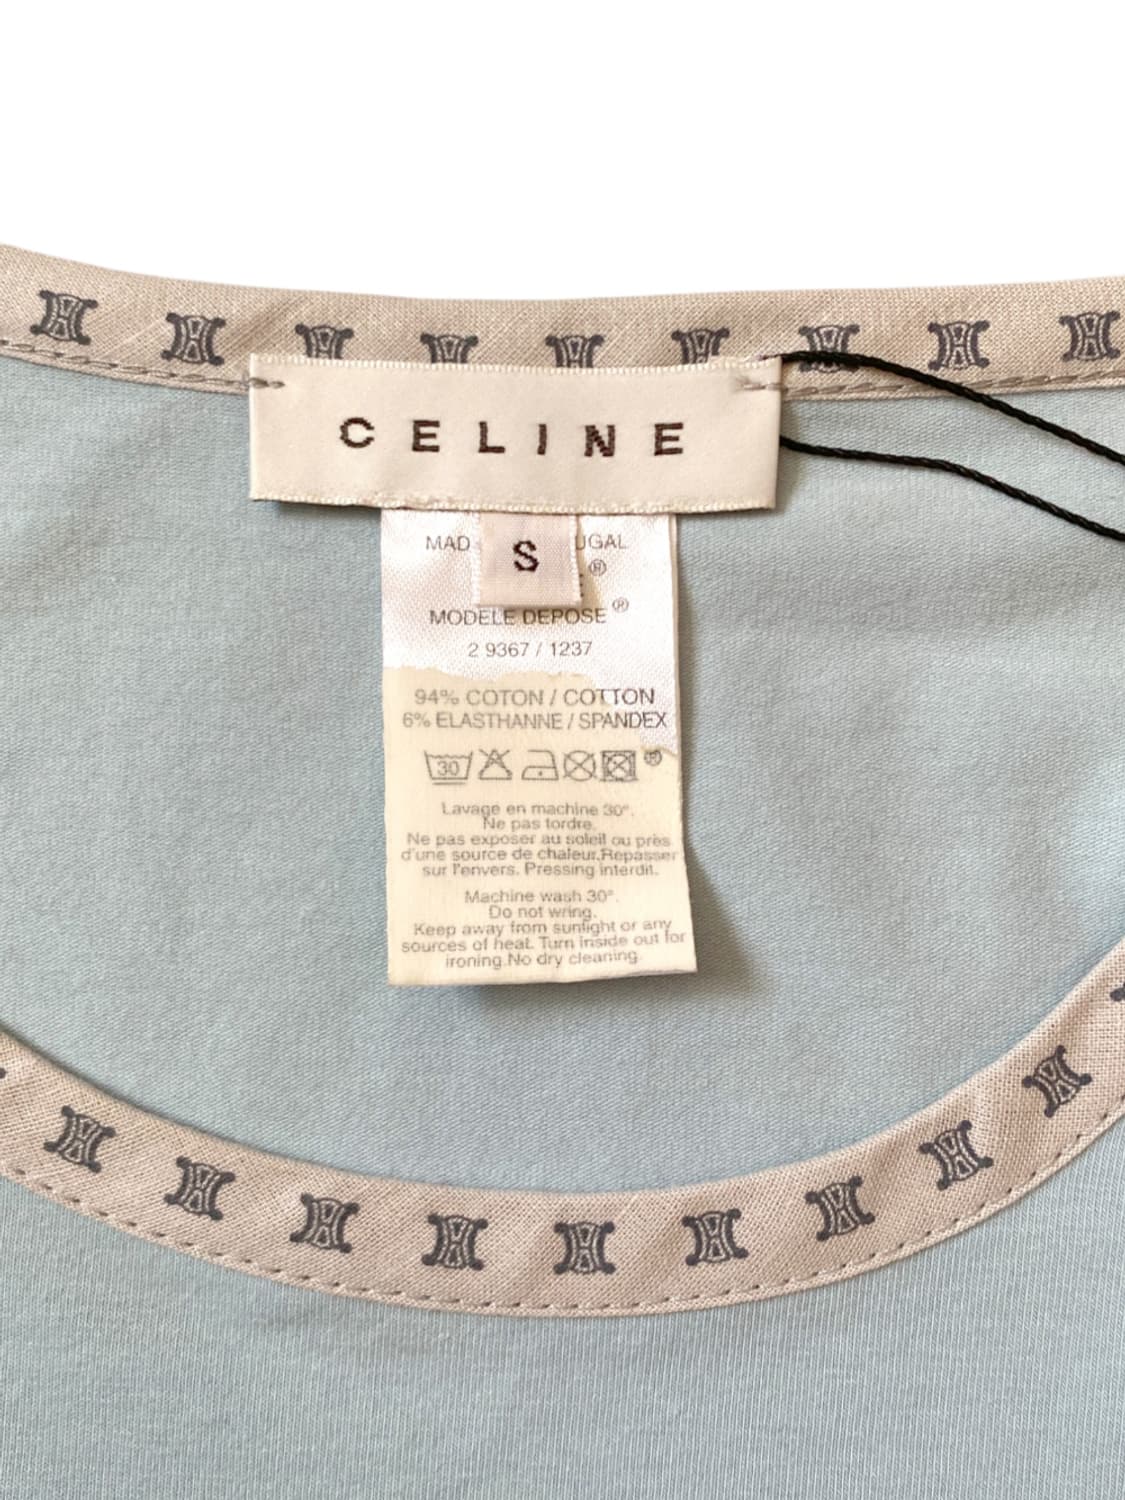 CELINE
S
MAD UGAL
®
MODELE DEPOSE ®
2 9367 / 1237
94% COTON / COTTON
6% ELASTHANNE / SPANDEX
30 ®
Lavage en machine 30°.
Ne pas tordre.
Ne pas exposer au soleil ou près
d'une source de chaleur.Repasser
sur l'envers. Pressing interdit.
Machine wash 30°.
Do not wring.
Keep away from sunlight or any
sources of heat. Turn inside out for
ironing.No dry cleaning.